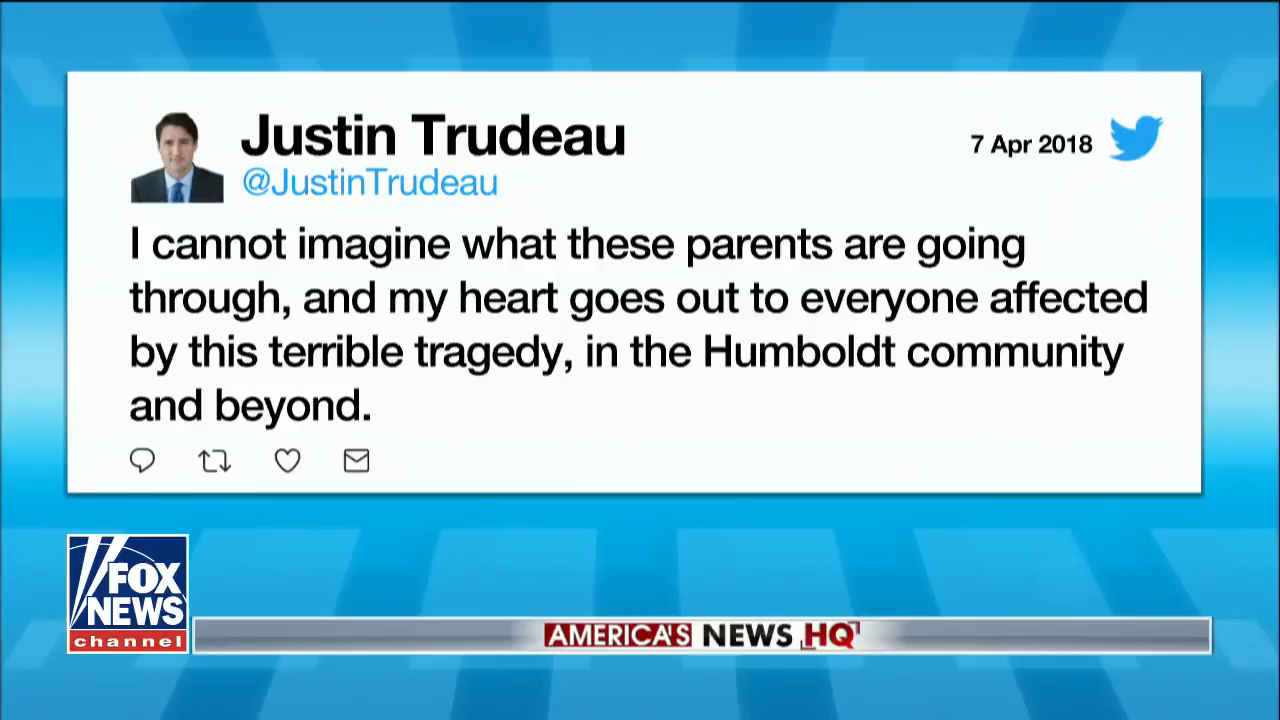 Justin Trudeau
7 Apr 2018
@JustinTrudeau
I cannot imagine what these parents are going
through, and my heart goes out to everyone affected
by this terrible tragedy, in the Humboldt community
and beyond.
FOX
NEWS
channel
AMERICA'S NEWS HQ